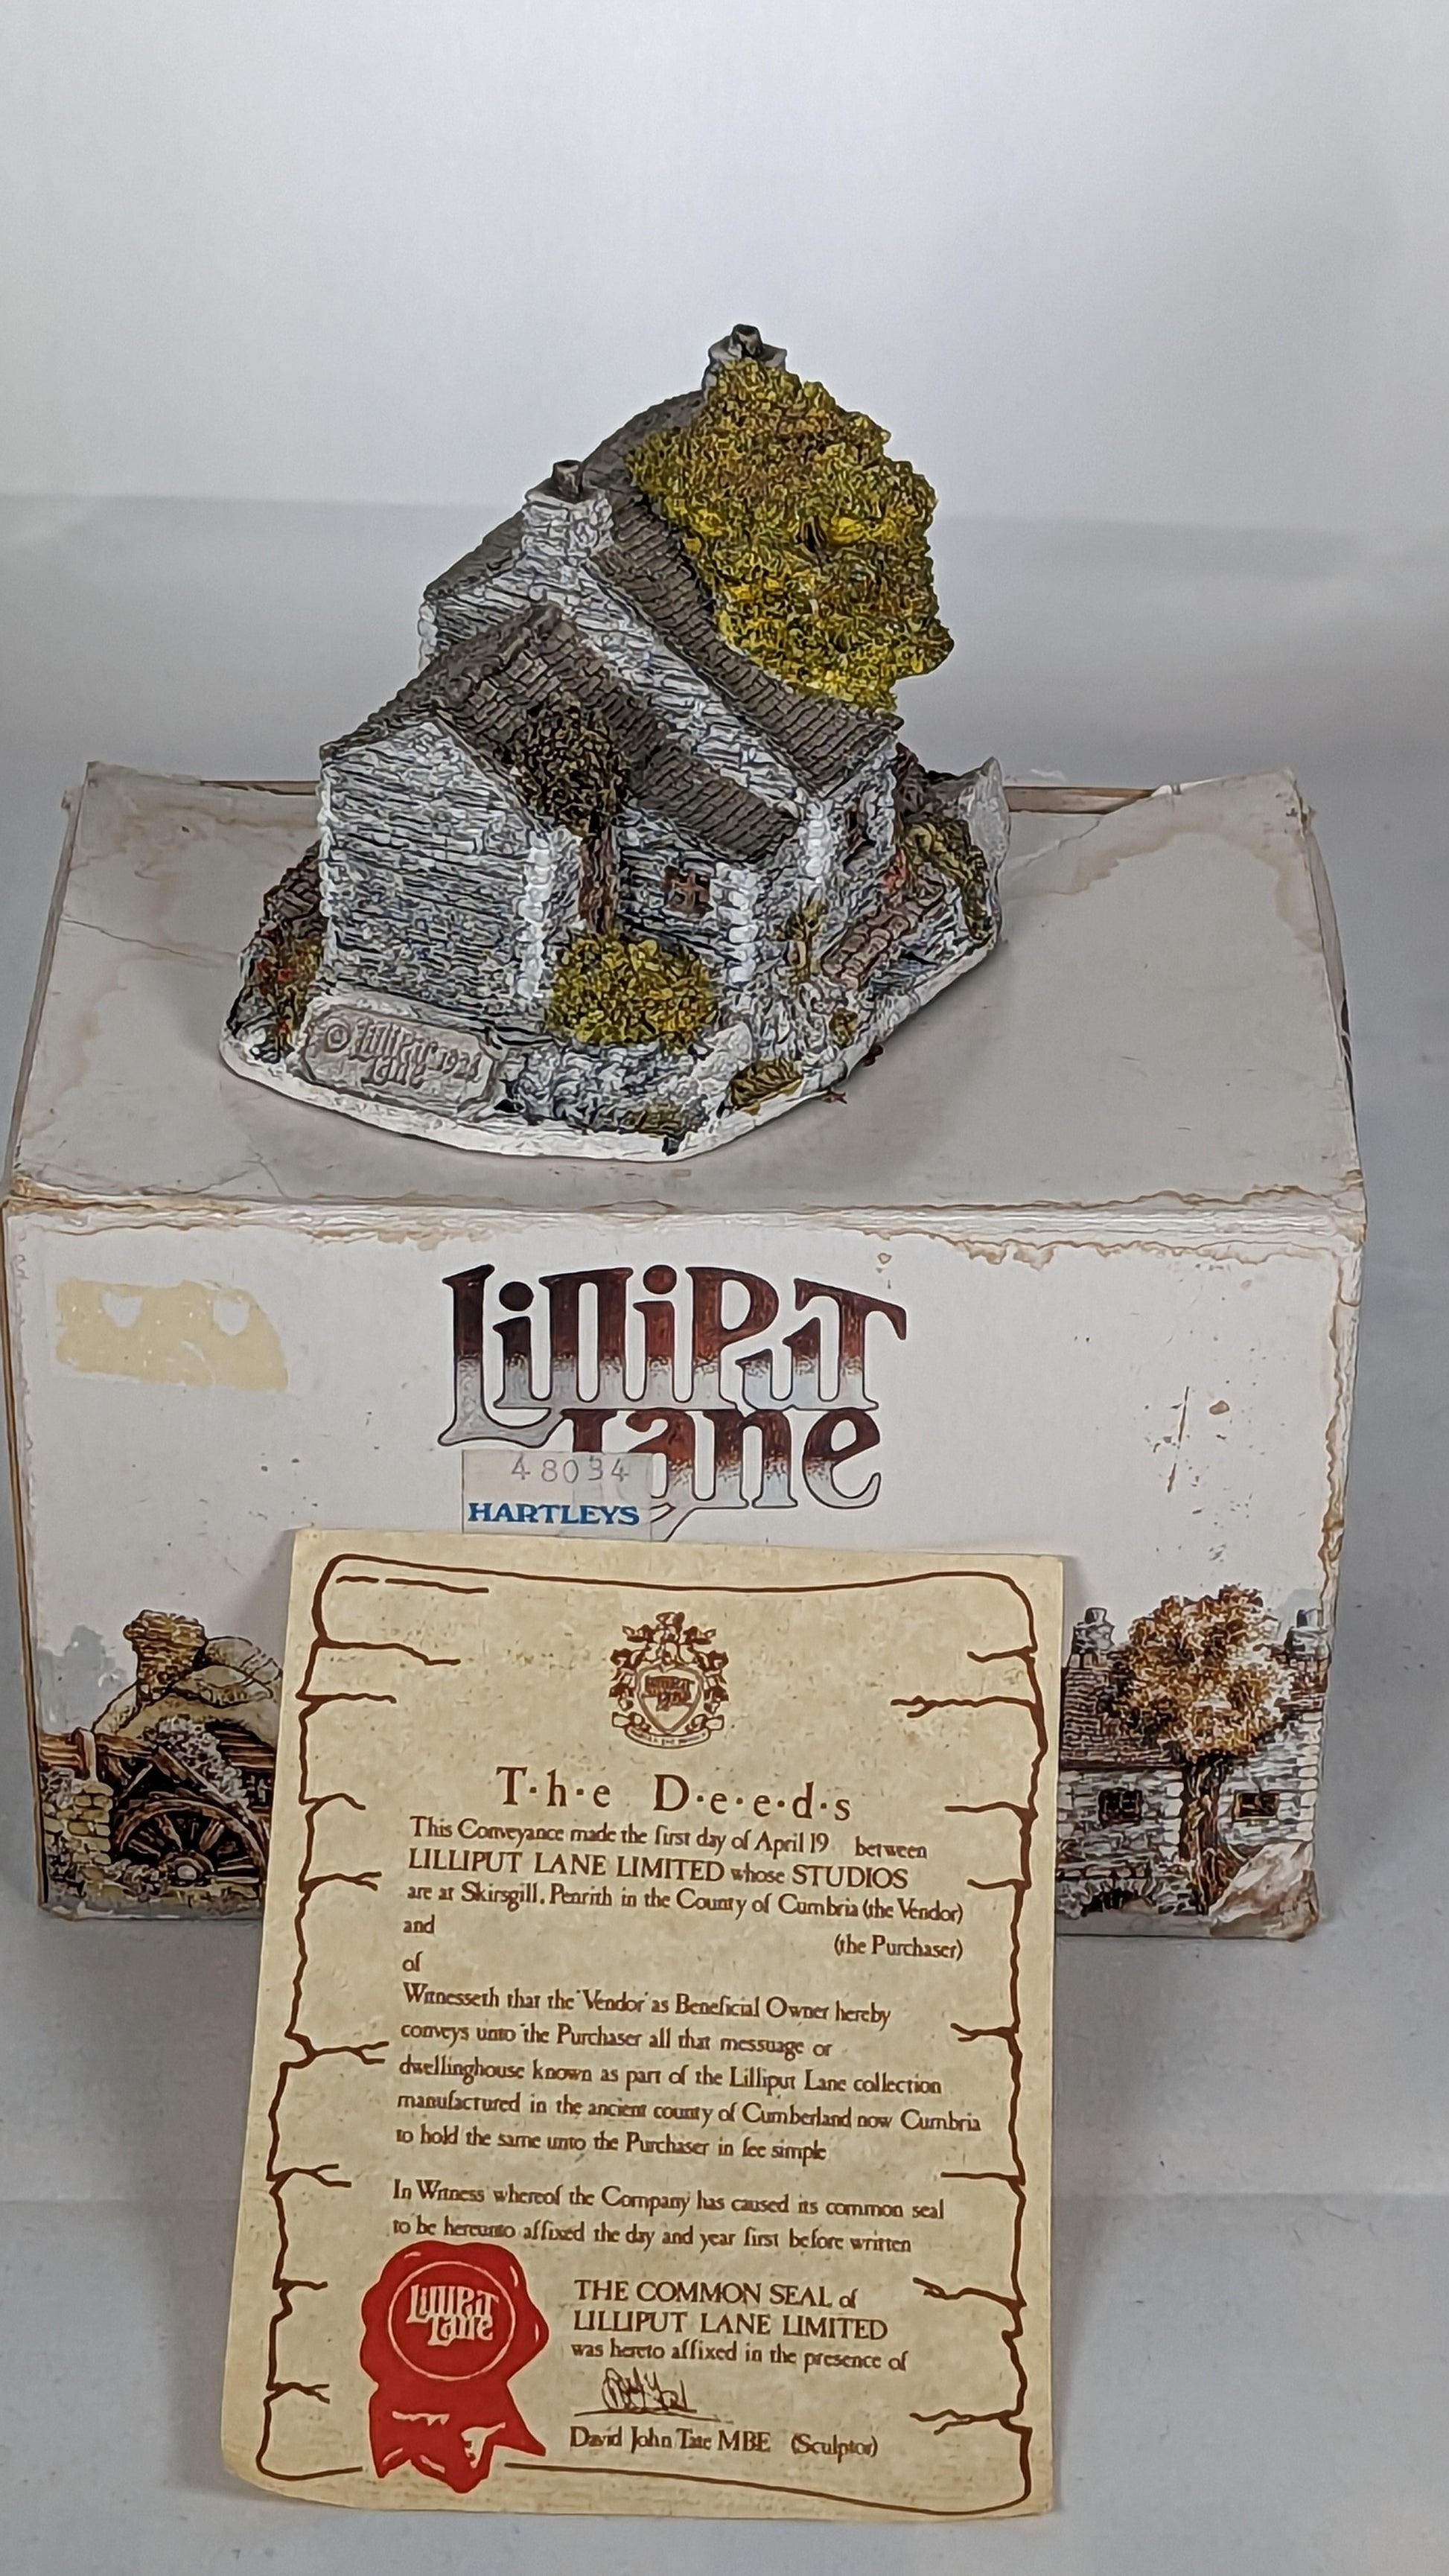 © Lilliput
Lane
Lilliput
Lane
48034
HARTLEYS
The Deeds
This Conveyance made the first day of April 19 between
LILLIPUT LANE LIMITED whose STUDIOS
are at Skirsgill, Penrith in the County of Cumbria (the Vendor)
and
(the Purchaser)
of
Witnesseth that the 'Vendor' as Beneficial Owner hereby
conveys unto the Purchaser all that messuage or
dwellinghouse known as part of the Lilliput Lane collection
manufactured in the ancient county of Cumberland now Cumbria
to hold the same unto the Purchaser in fee simple
In Witness whereof the Company has caused its common seal
to be hereunto affixed the day and year first before written
Lilliput
Lane
THE COMMON SEAL of
LILLIPUT LANE LIMITED
was hereto affixed in the presence of
David John Tate MBE (Sculptor)